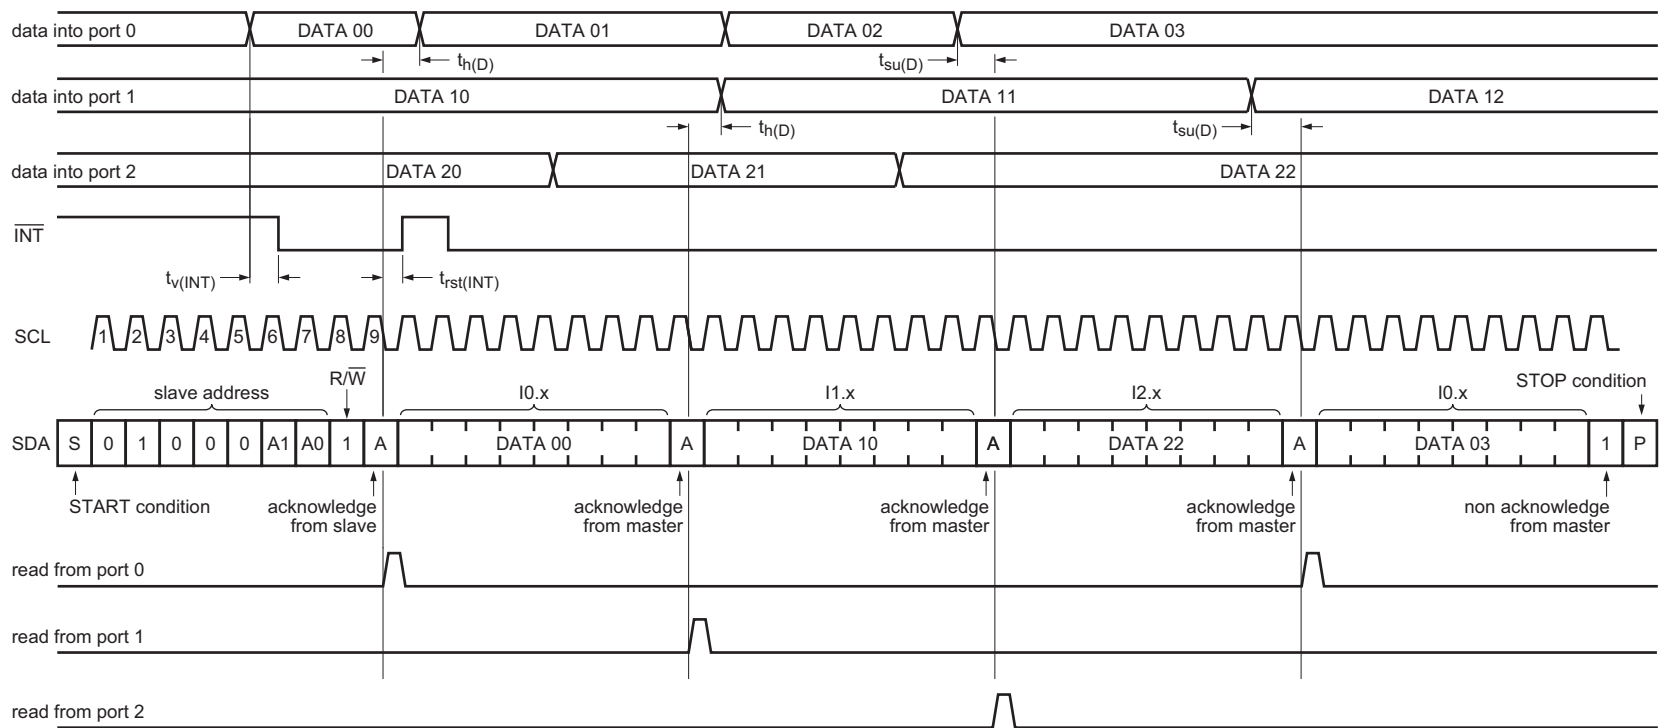 data into port 0 DATA 00 DATA 01 DATA 02 DATA 03
th(D) tsu(D)
data into port 1 DATA 10 DATA 11 DATA 12
th(D) tsu(D)
data into port 2 DATA 20 DATA 21 DATA 22
INT
tv(INT) trst(INT)
SCL 1 2 3 4 5 6 7 8 9
R/W
slave address I0.x I1.x I2.x I0.x STOP condition
SDA S 0 1 0 0 0 A1 A0 1 A DATA 00 A DATA 10 A DATA 22 A DATA 03 1 P
START condition
acknowledge
from slave
acknowledge
from master
acknowledge
from master
acknowledge
from master
non acknowledge
from master
read from port 0
read from port 1
read from port 2